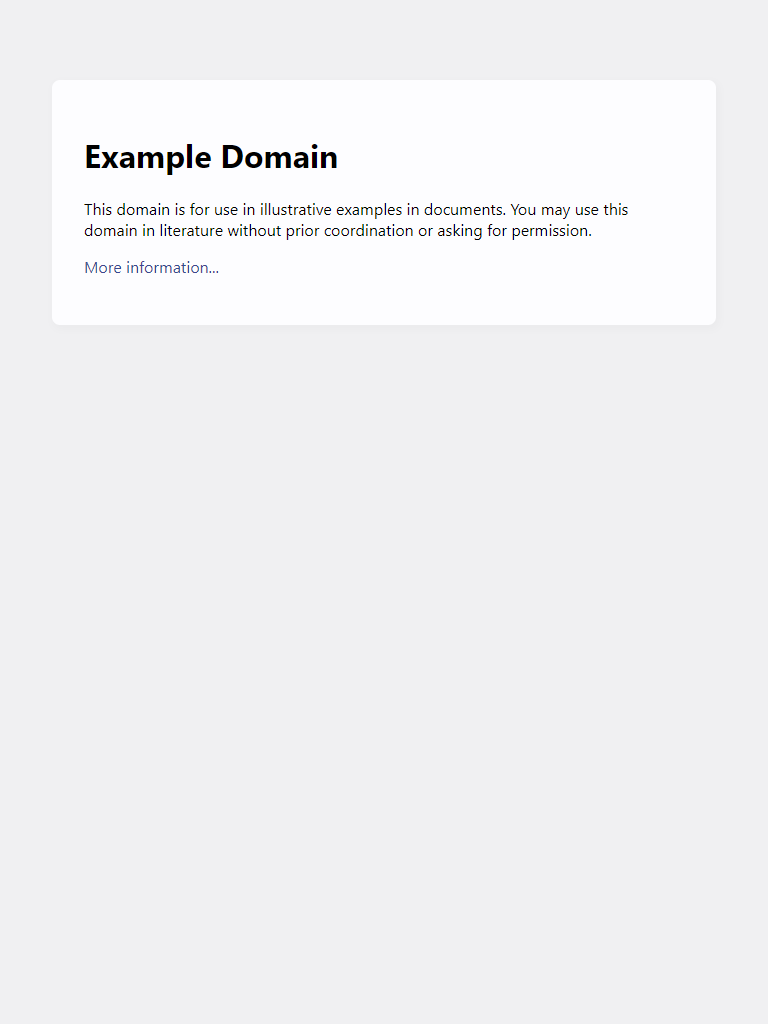 Example Domain
This domain is for use in illustrative examples in documents. You may use this
domain in literature without prior coordination or asking for permission.
More information...